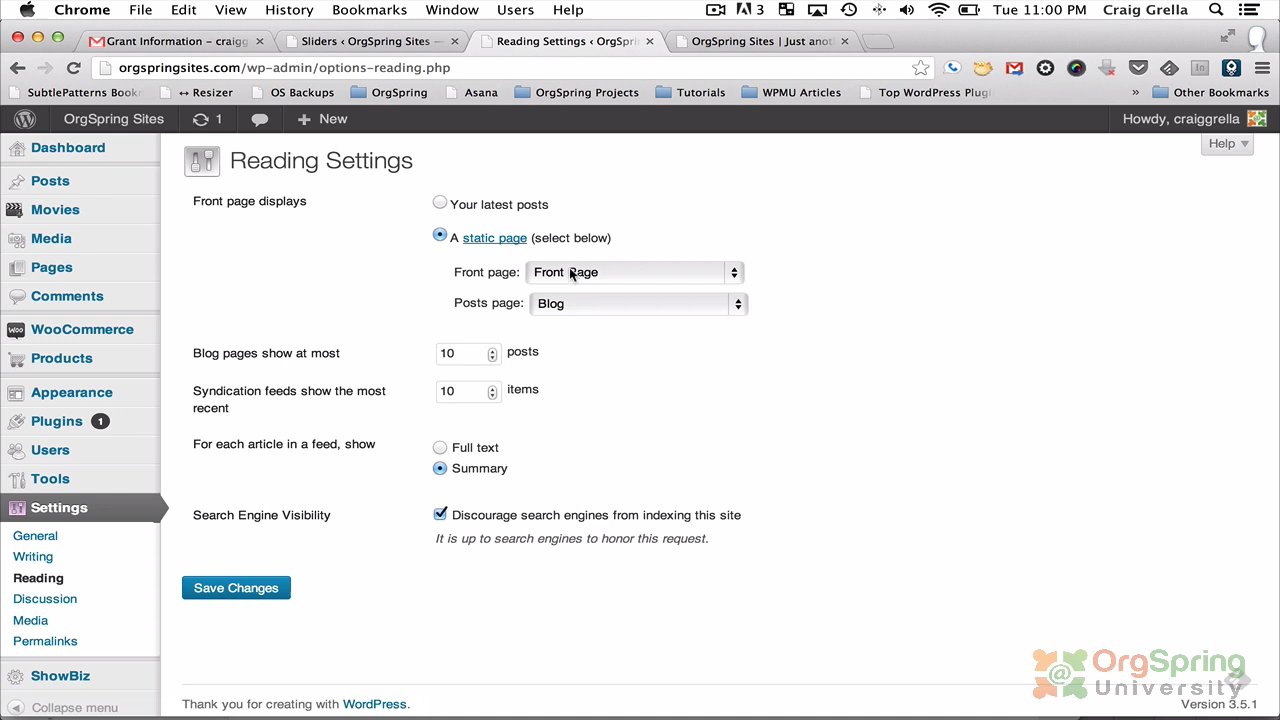 Chrome File Edit View History Bookmarks Window Users Help 3 Tue 11:00 PM Craig Grella
Grant Information – craigg
Sliders ‹ OrgSpring Sites —
Reading Settings ‹ OrgSpri
OrgSpring Sites | Just anot
orgspringsites.com/wp-admin/options-reading.php
SubtlePatterns Book ↔ Resizer OS Backups OrgSpring Asana OrgSpring Projects Tutorials WPMU Articles Top WordPress Plugi » Other Bookmarks
OrgSpring Sites 1 + New Howdy, craiggrella
Help
Dashboard
Posts
Movies
Media
Pages
Comments
WooCommerce
Products
Appearance
Plugins 1
Users
Tools
Settings
General
Writing
Reading
Discussion
Media
Permalinks
ShowBiz
Collapse menu
Reading Settings
Front page displays
Your latest posts
A static page (select below)
Front page: Front Page
Posts page: Blog
Blog pages show at most 10 posts
Syndication feeds show the most
recent
10 items
For each article in a feed, show
Full text
Summary
Search Engine Visibility
Discourage search engines from indexing this site
It is up to search engines to honor this request.
Save Changes
OrgSpring
University
Thank you for creating with WordPress.
Version 3.5.1